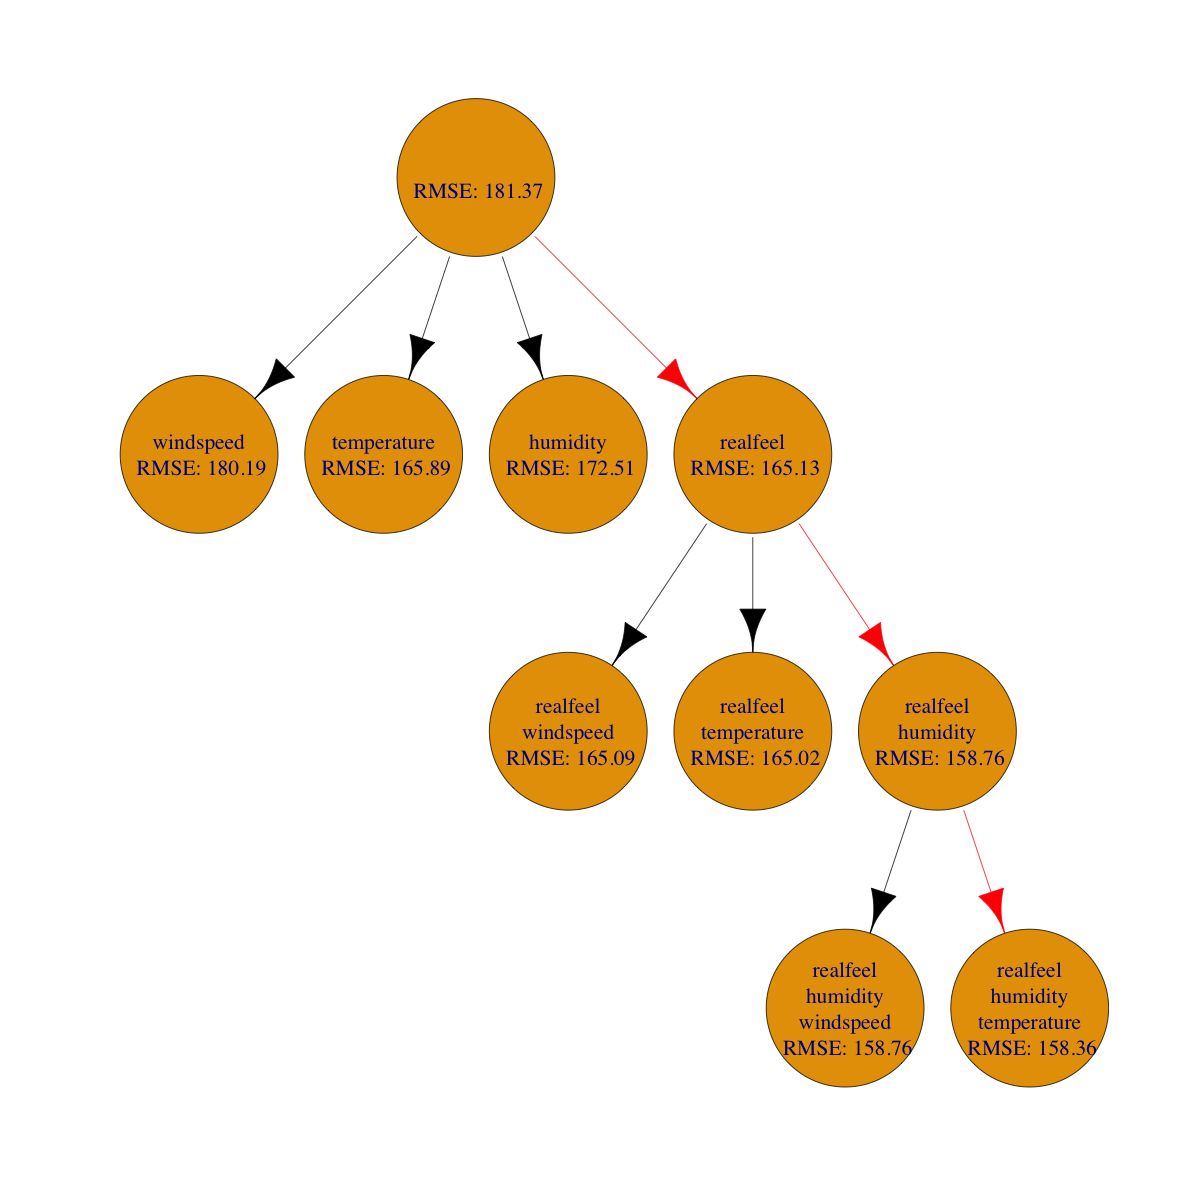 RMSE: 181.37
windspeed
RMSE: 180.19
temperature
RMSE: 165.89
humidity
RMSE: 172.51
realfeel
RMSE: 165.13
realfeel
windspeed
RMSE: 165.09
realfeel
temperature
RMSE: 165.02
realfeel
humidity
RMSE: 158.76
realfeel
humidity
windspeed
RMSE: 158.76
realfeel
humidity
temperature
RMSE: 158.36